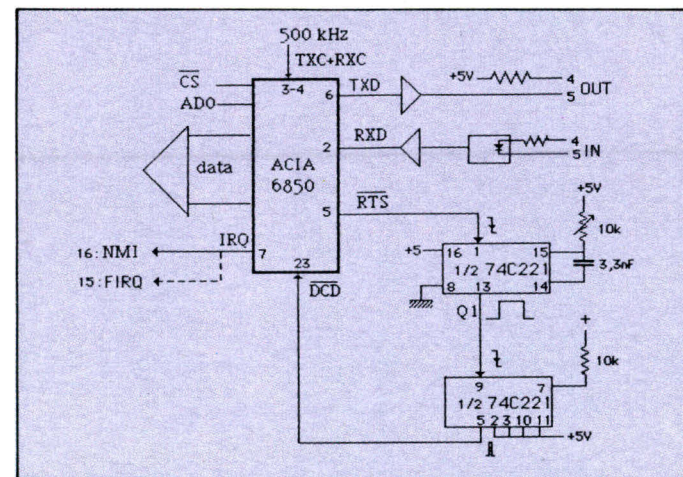 500 kHz
TXC+RXC
CS
ADO
3-4
6
TXD
+5V
4
5
OUT
data
ACIA
6850
2
RXD
4
5
IN
5
RTS
+5V
10k
IRQ
7
16:NMI
15:FIRQ
23
DCD
+5
16
1
15
1/2 74C221
8
13
14
3,3nF
Q1
+
10k
9
7
1/2 74C221
5
2
3
10
11
+5V